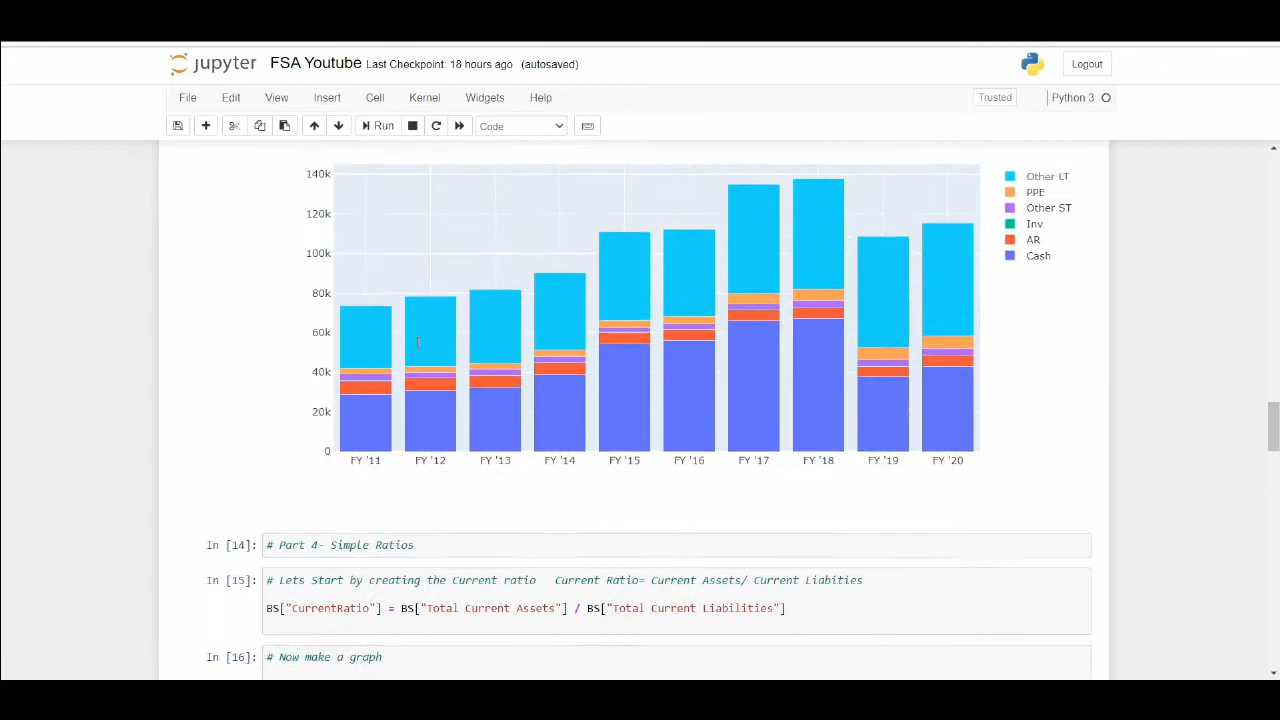 jupyter FSA Youtube Last Checkpoint: 18 hours ago (autosaved)
Logout
File Edit View Insert Cell Kernel Widgets Help
Trusted
Python 3
Run
Code
140k
120k
100k
80k
60k
40k
20k
0
FY '11 FY '12 FY '13 FY '14 FY '15 FY '16 FY '17 FY '18 FY '19 FY '20
Other LT
PPE
Other ST
Inv
AR
Cash
In [14]: # Part 4- Simple Ratios
In [15]: # Lets Start by creating the Current ratio Current Ratio= Current Assets/ Current Liabities
BS["CurrentRatio"] = BS["Total Current Assets"] / BS["Total Current Liabilities"]
In [16]: # Now make a graph